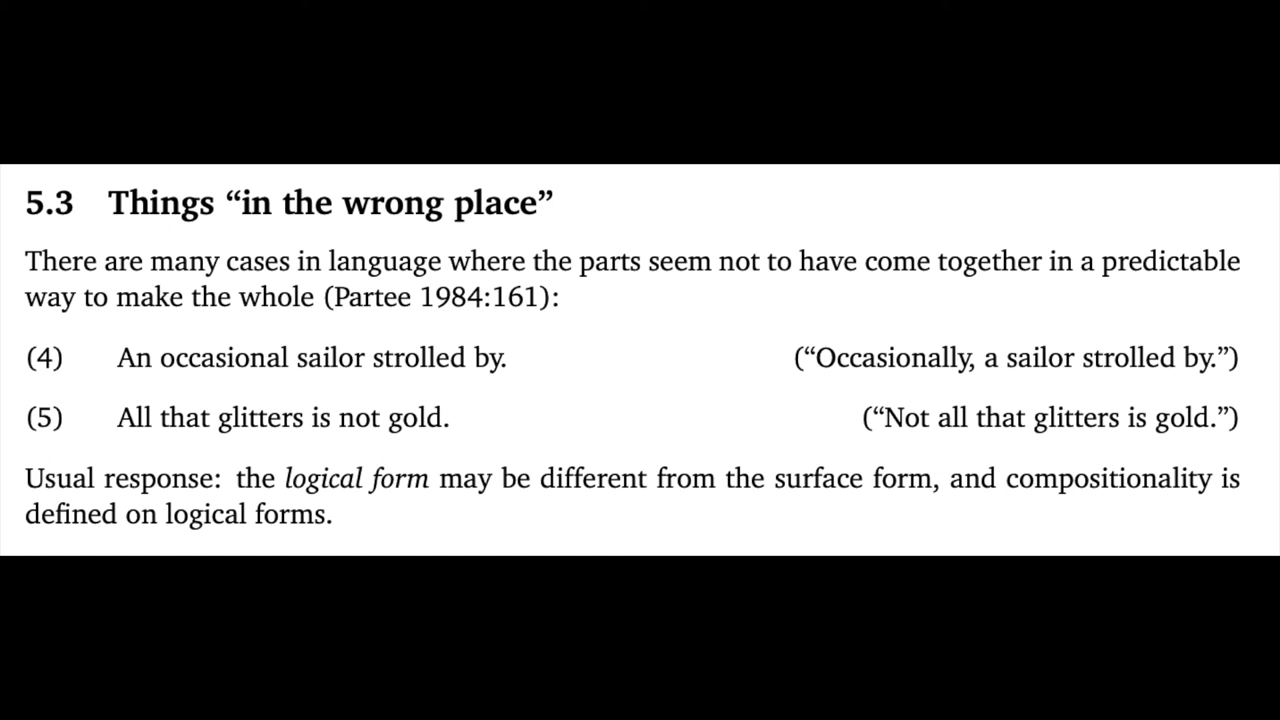 5.3 Things “in the wrong place”
There are many cases in language where the parts seem not to have come together in a predictable
way to make the whole (Partee 1984:161):
(4) An occasional sailor strolled by. (“Occasionally, a sailor strolled by.”)
(5) All that glitters is not gold. (“Not all that glitters is gold.”)
Usual response: the logical form may be different from the surface form, and compositionality is
defined on logical forms.